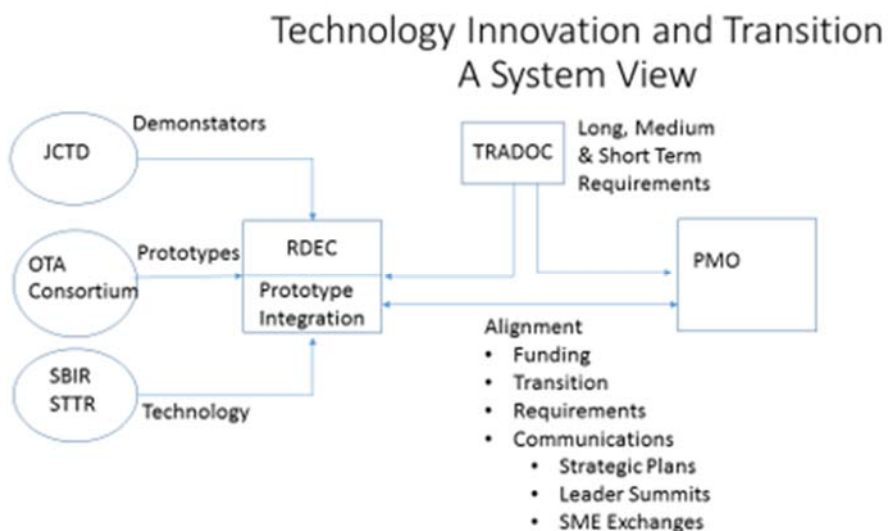 Technology Innovation and Transition
A System View
Demonstators
JCTD
TRADOC
Long, Medium
& Short Term
Requirements
OTA
Consortium
Prototypes
RDEC
Prototype
Integration
PMO
SBIR
STTR
Technology
Alignment
• Funding
• Transition
• Requirements
• Communications
• Strategic Plans
• Leader Summits
• SME Exchanges